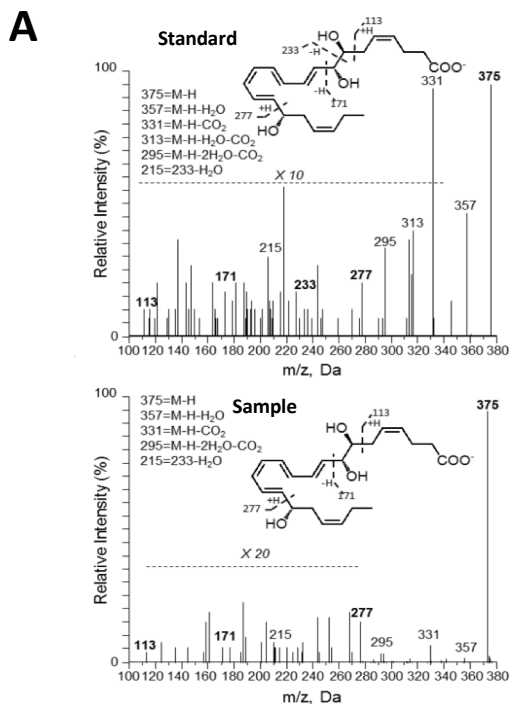 A
Standard
375=M-H
357=M-H-H₂O
331=M-H-CO₂
313=M-H-H₂O-CO₂
295=M-H-2H₂O-CO₂
215=233-H₂O
113
+H
HO
233
-H
COO⁻
OH
-H
171
+H
277
HO
331
375
X 10
357
313
295
215
277
171
233
113
100
0
Relative Intensity (%)
100 120 140 160 180 200 220 240 260 280 300 320 340 360 380
m/z, Da
Sample
375=M-H
357=M-H-H₂O
331=M-H-CO₂
295=M-H-2H₂O-CO₂
215=233-H₂O
113
+H
HO
COO⁻
OH
-H
171
+H
277
HO
375
X 20
277
113
171
215
295
331
357
100
0
Relative Intensity (%)
100 120 140 160 180 200 220 240 260 280 300 320 340 360 380
m/z, Da